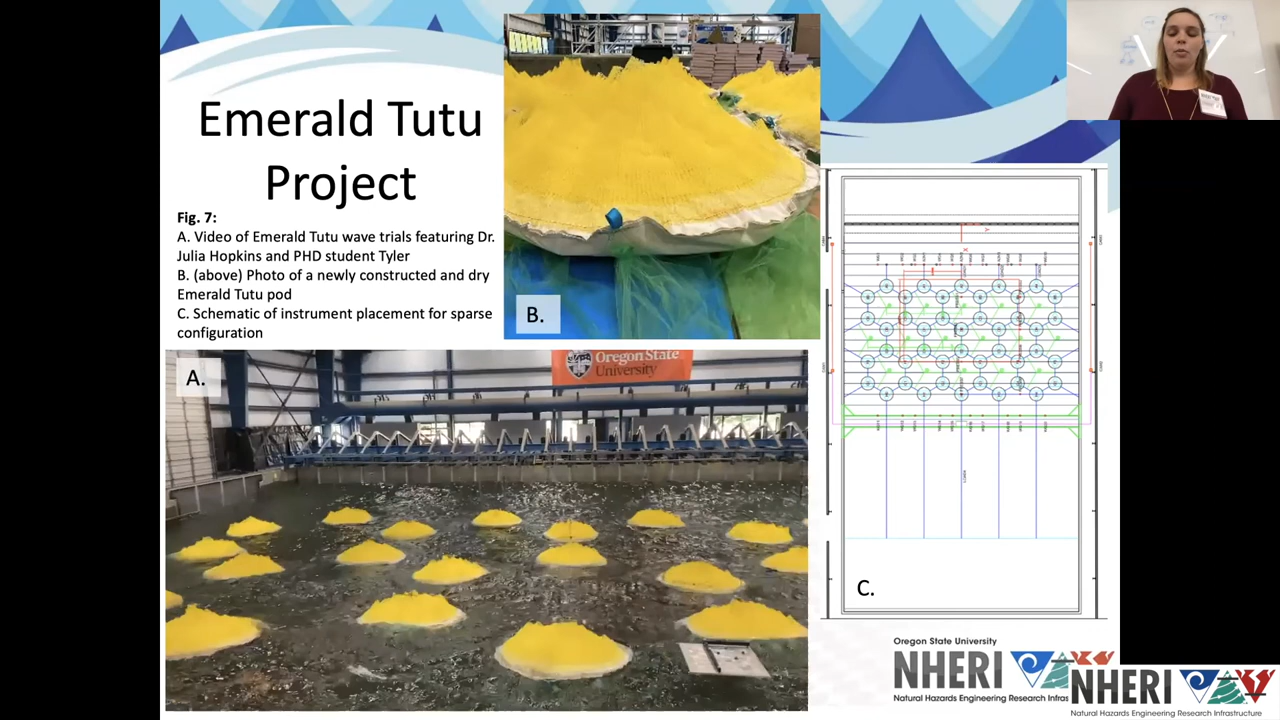 Emerald Tutu
Project
Fig. 7:
A. Video of Emerald Tutu wave trials featuring Dr.
Julia Hopkins and PHD student Tyler
B. (above) Photo of a newly constructed and dry
Emerald Tutu pod
C. Schematic of instrument placement for sparse
configuration
B.
A.
Oregon State
University
C.
Oregon State University
NHERI
Natural Hazards Engineering Research Infras
NHERI
Natural Hazards Engineering Research Infrastructure